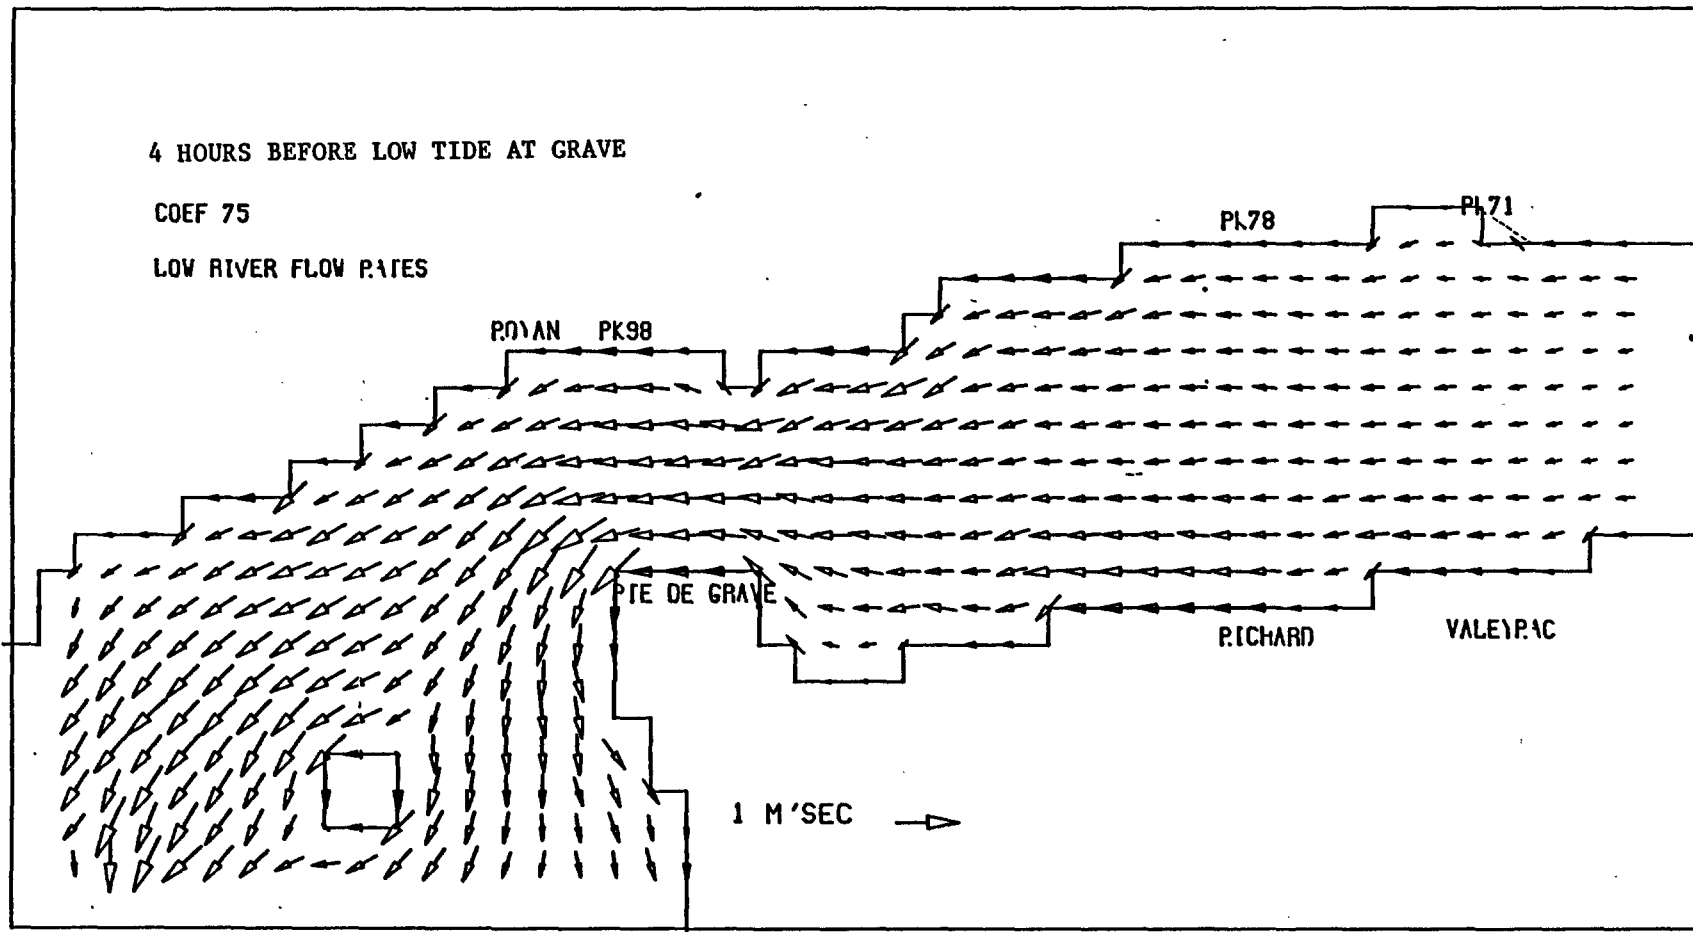 4 HOURS BEFORE LOW TIDE AT GRAVE
COEF 75
LOW RIVER FLOW RATES
PK71
PK78
ROYAN PK98
PTE DE GRAVE
RICHARD
VALEYRAC
1 M'SEC